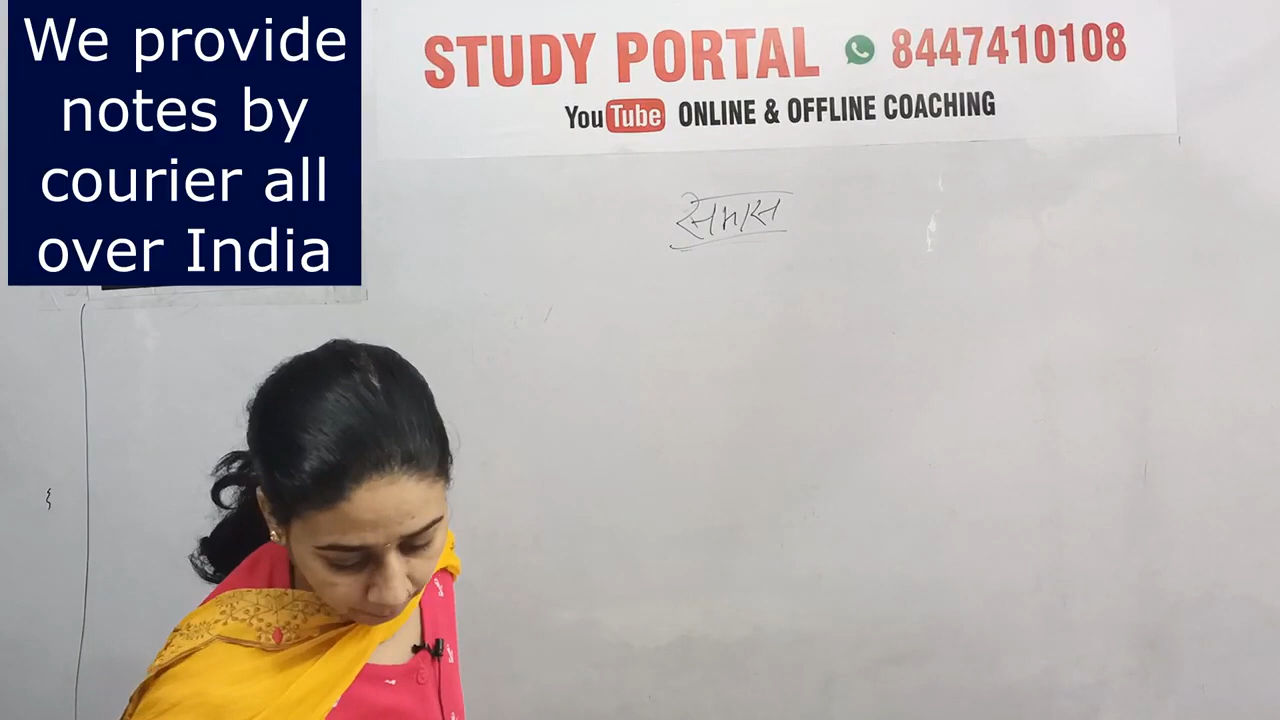 We provide
notes by
courier all
over India
STUDY PORTAL 8447410108
YouTube ONLINE & OFFLINE COACHING
समास